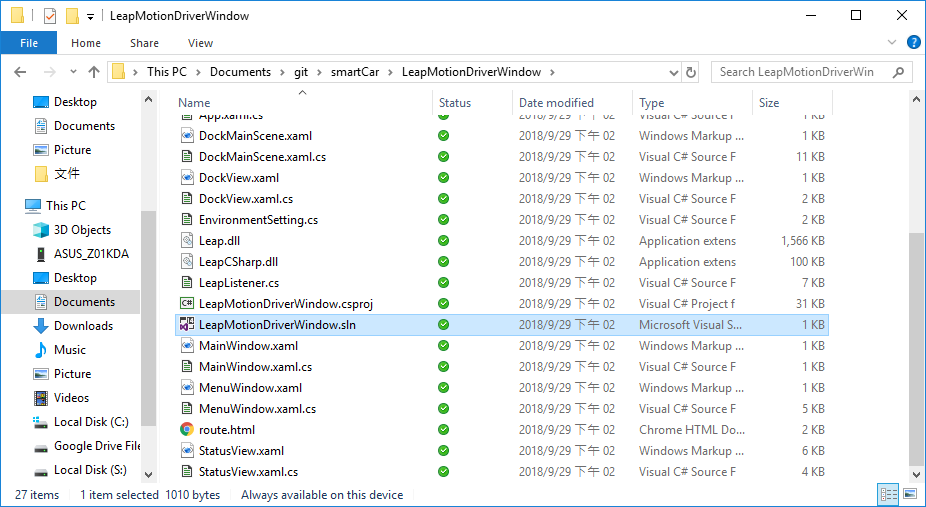 LeapMotionDriverWindow
File Home Share View
This PC Documents git smartCar LeapMotionDriverWindow Search LeapMotionDriverWin
Desktop
Documents
Picture
文件
This PC
3D Objects
ASUS_Z01KDA
Desktop
Documents
Downloads
Music
Picture
Videos
Local Disk (C:)
Google Drive File
Local Disk (S:)
Name Status Date modified Type Size
App.xaml.cs 2018/9/29 下午 02 Visual C# Source F 1 KB
DockMainScene.xaml 2018/9/29 下午 02 Windows Markup ... 1 KB
DockMainScene.xaml.cs 2018/9/29 下午 02 Visual C# Source F 11 KB
DockView.xaml 2018/9/29 下午 02 Windows Markup ... 1 KB
DockView.xaml.cs 2018/9/29 下午 02 Visual C# Source F 2 KB
EnvironmentSetting.cs 2018/9/29 下午 02 Visual C# Source F 2 KB
Leap.dll 2018/9/29 下午 02 Application extens 1,566 KB
LeapCSharp.dll 2018/9/29 下午 02 Application extens 100 KB
LeapListener.cs 2018/9/29 下午 02 Visual C# Source F 7 KB
C# LeapMotionDriverWindow.csproj 2018/9/29 下午 02 Visual C# Project f 31 KB
LeapMotionDriverWindow.sln 2018/9/29 下午 02 Microsoft Visual S... 1 KB
MainWindow.xaml 2018/9/29 下午 02 Windows Markup ... 1 KB
MainWindow.xaml.cs 2018/9/29 下午 02 Visual C# Source F 1 KB
MenuWindow.xaml 2018/9/29 下午 02 Windows Markup ... 1 KB
MenuWindow.xaml.cs 2018/9/29 下午 02 Visual C# Source F 5 KB
route.html 2018/9/29 下午 02 Chrome HTML Do... 2 KB
StatusView.xaml 2018/9/29 下午 02 Windows Markup ... 6 KB
StatusView.xaml.cs 2018/9/29 下午 02 Visual C# Source F 4 KB
27 items 1 item selected 1010 bytes Always available on this device